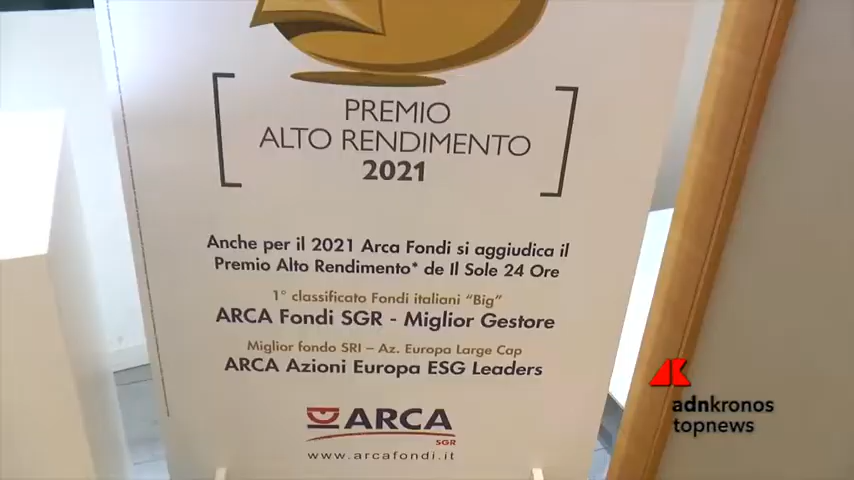 PREMIO
ALTO RENDIMENTO
2021
Anche per il 2021 Arca Fondi si aggiudica il
Premio Alto Rendimento* de Il Sole 24 Ore
1° classificato Fondi italiani “Big”
ARCA Fondi SGR - Miglior Gestore
Miglior fondo SRI – Az. Europa Large Cap
ARCA Azioni Europa ESG Leaders
ARCA
SGR
www.arcafondi.it
adnkronos
topnews